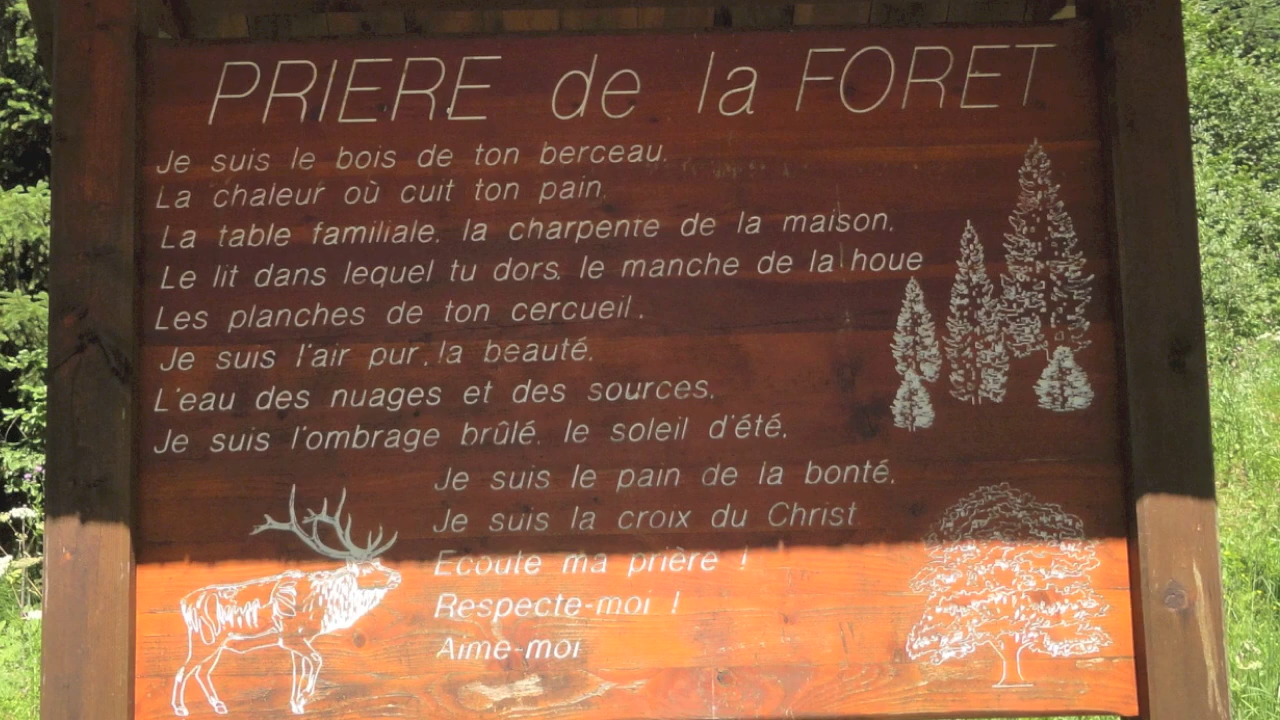 PRIERE de la FORET
Je suis le bois de ton berceau.
La chaleur où cuit ton pain.
La table familiale. la charpente de la maison.
Le lit dans lequel tu dors. le manche de la houe
Les planches de ton cercueil.
Je suis l'air pur, la beauté.
L'eau des nuages et des sources.
Je suis l'ombrage brûlé. le soleil d'été.
Je suis le pain de la bonté.
Je suis la croix du Christ
Ecoute ma prière !
Respecte-moi !
Aime-moi